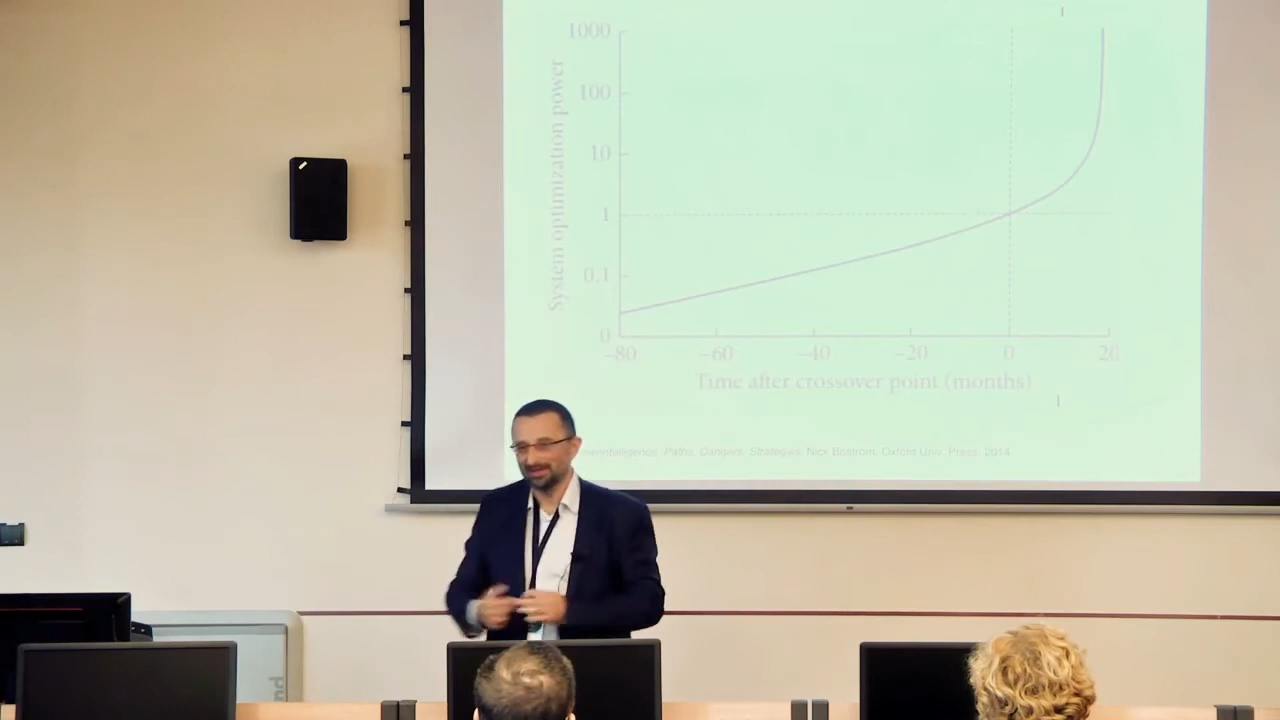 1000
100
10
1
0.1
0
System optimization power
−80 −60 −40 −20 0 20
Time after crossover point (months)
Paths, Dangers, Strategies, Nick Bostrom, Oxford Univ. Press, 2014
nd